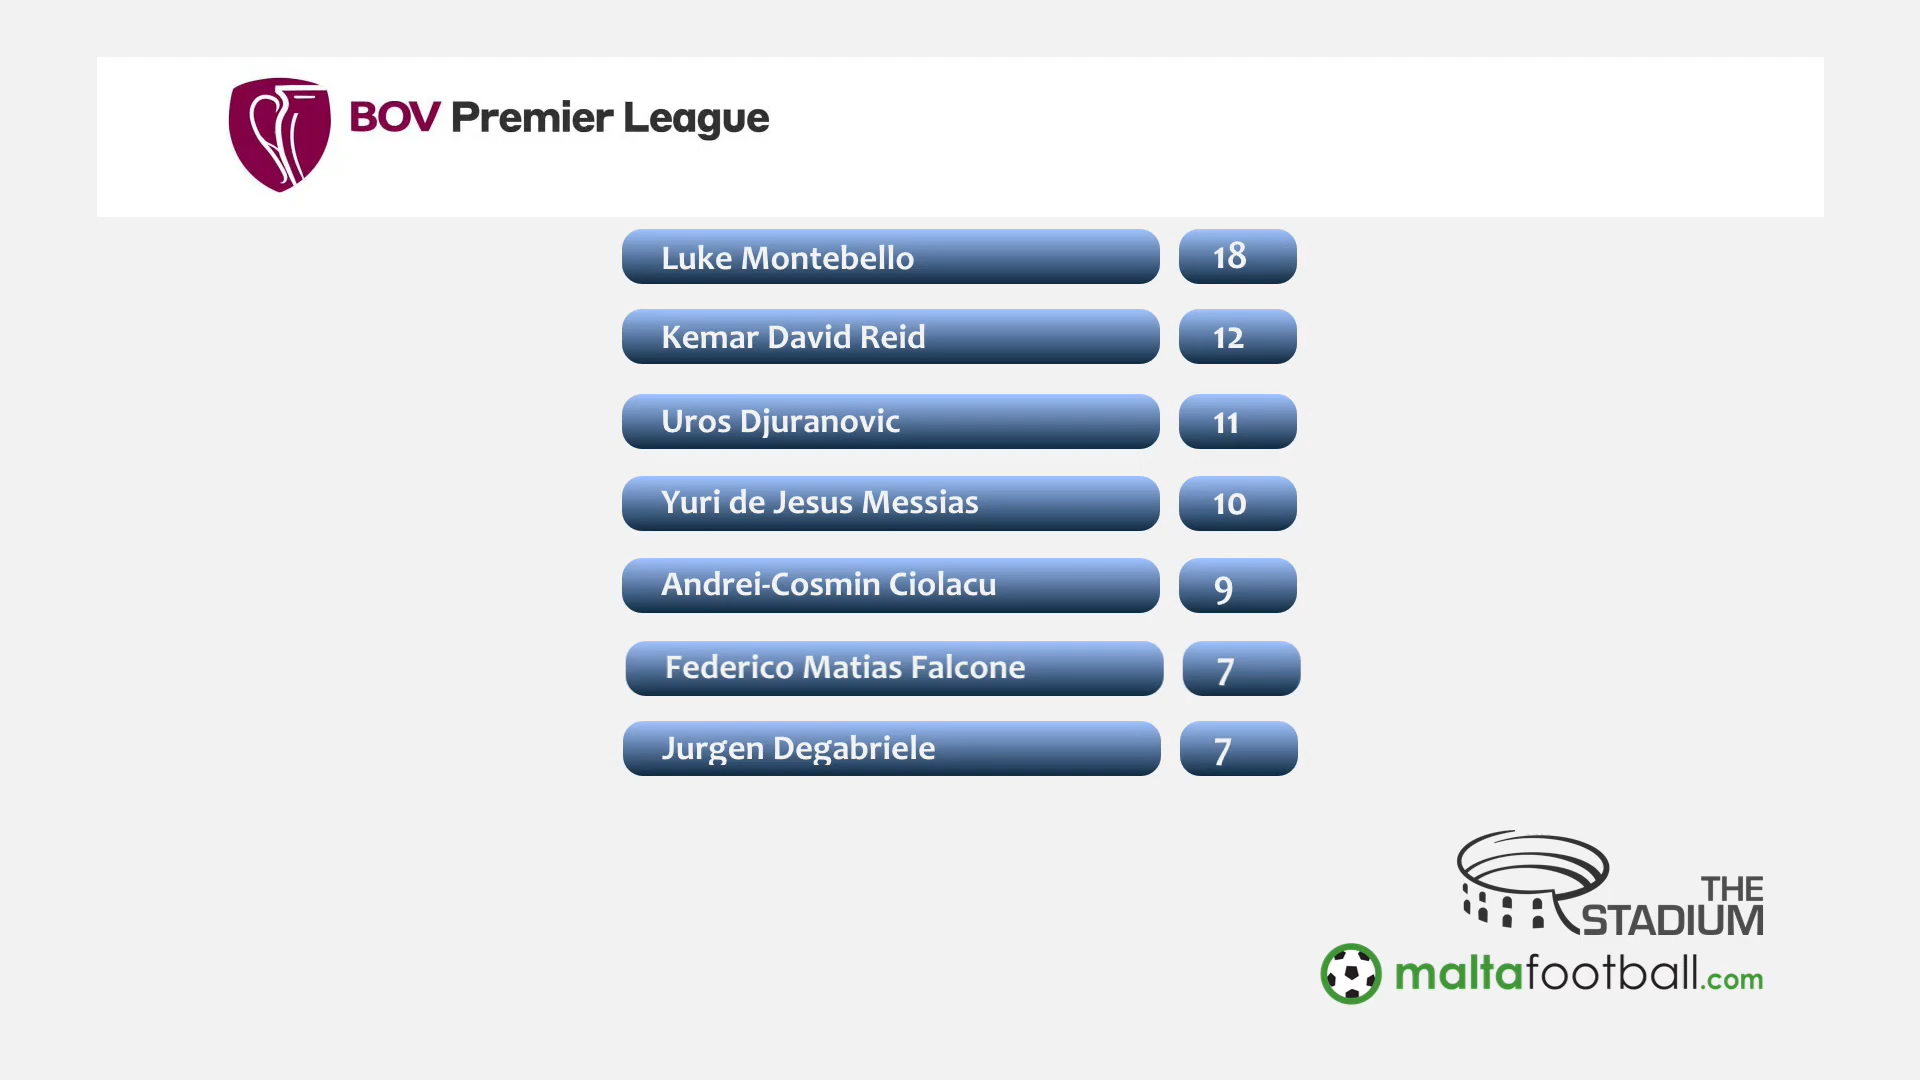 BOV Premier League
Luke Montebello 18
Kemar David Reid 12
Uros Djuranovic 11
Yuri de Jesus Messias 10
Andrei-Cosmin Ciolacu 9
Federico Matias Falcone 7
Jurgen Degabriele 7
THE
STADIUM
maltafootball.com